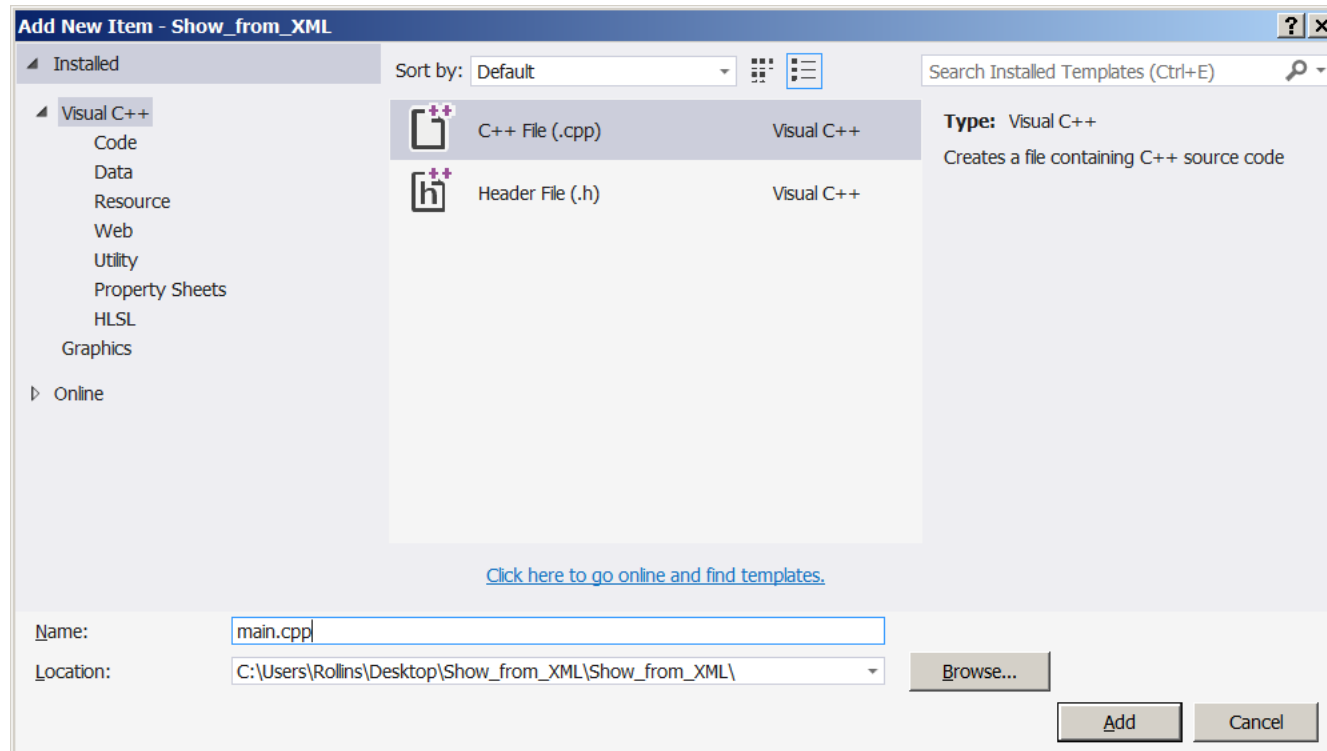 Add New Item - Show_from_XML
? x
Installed
Sort by: Default
Search Installed Templates (Ctrl+E)
Visual C++
Code
Data
Resource
Web
Utility
Property Sheets
HLSL
Graphics
Online
C++ File (.cpp) Visual C++
Header File (.h) Visual C++
Type: Visual C++
Creates a file containing C++ source code
Click here to go online and find templates.
Name: main.cpp
Location: C:\Users\Rollins\Desktop\Show_from_XML\Show_from_XML\
Browse...
Add Cancel